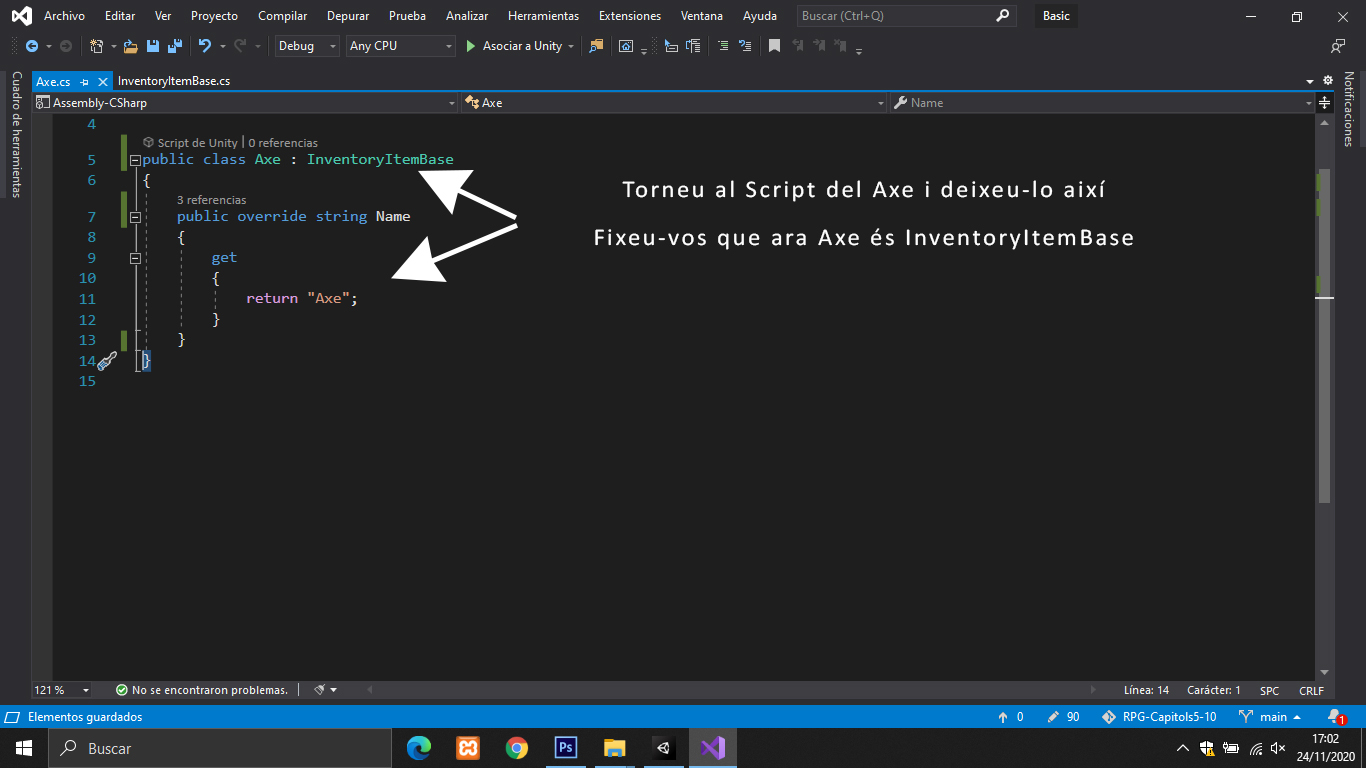 Archivo Editar Ver Proyecto Compilar Depurar Prueba Analizar Herramientas Extensiones Ventana Ayuda Buscar (Ctrl+Q) Basic
Debug Any CPU Asociar a Unity
Cuadro de herramientas
Axe.cs InventoryItemBase.cs
Notificaciones
Assembly-CSharp Axe Name
4
Script de Unity | 0 referencias
5 public class Axe : InventoryItemBase
6 {
3 referencias
7 public override string Name
8 {
9 get
10 {
11 return "Axe";
12 }
13 }
14 }
15
Torneu al Script del Axe i deixeu-lo així
Fixeu-vos que ara Axe és InventoryItemBase
121 % No se encontraron problemas. Línea: 14 Carácter: 1 SPC CRLF
Elementos guardados 0 90 RPG-Capitols5-10 main 1
Buscar Ps 17:02
24/11/2020